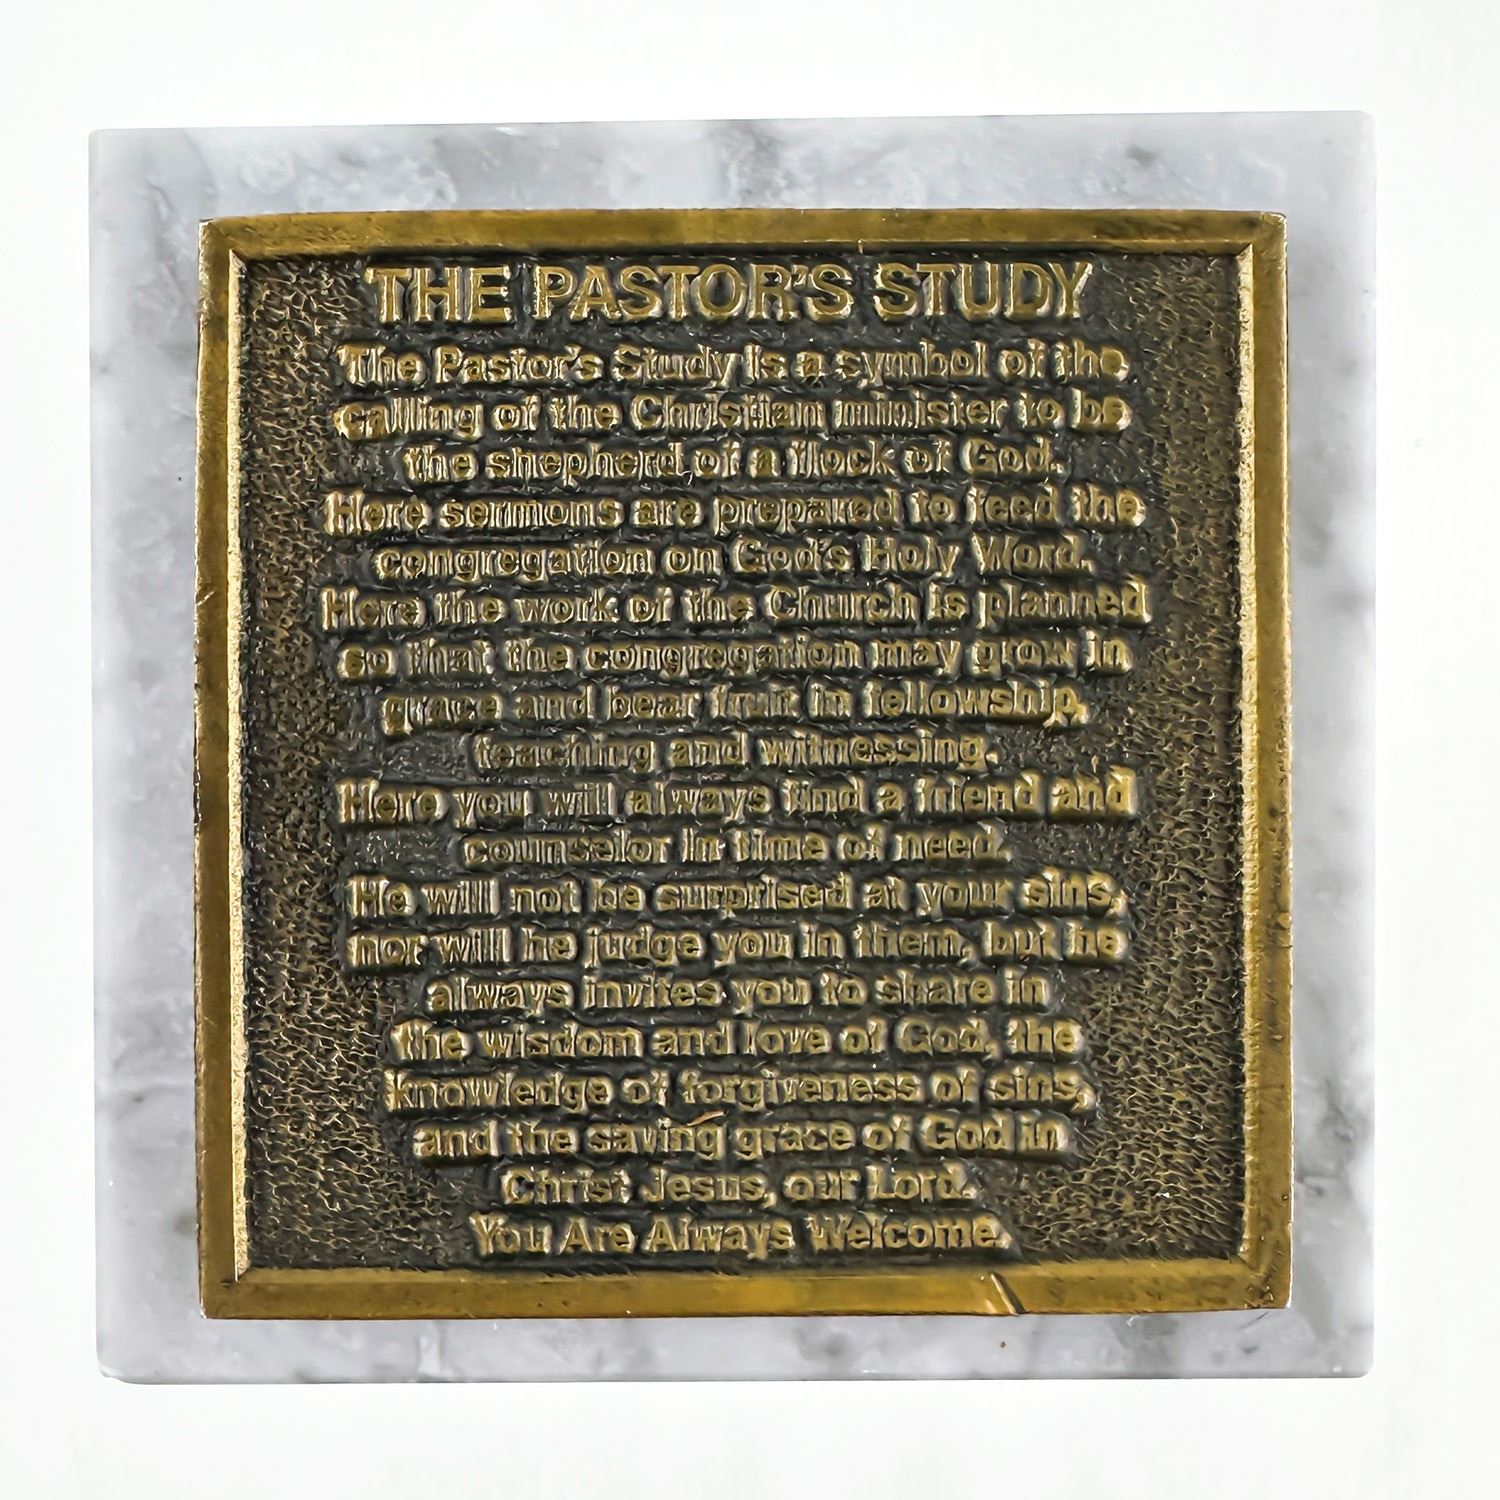 THE PASTOR'S STUDY
The Pastor's Study is a symbol of the
calling of the Christian minister to be
the shepherd of a flock of God.
Here sermons are prepared to feed the
congregation on God's Holy Word.
Here the work of the Church is planned
so that the congregation may grow in
grace and bear fruit in fellowship,
teaching and witnessing.
Here you will always find a friend and
counselor in time of need.
He will not be surprised at your sins,
nor will he judge you in them, but he
always invites you to share in
the wisdom and love of God, the
knowledge of forgiveness of sins,
and the saving grace of God in
Christ Jesus, our Lord.
You Are Always Welcome.